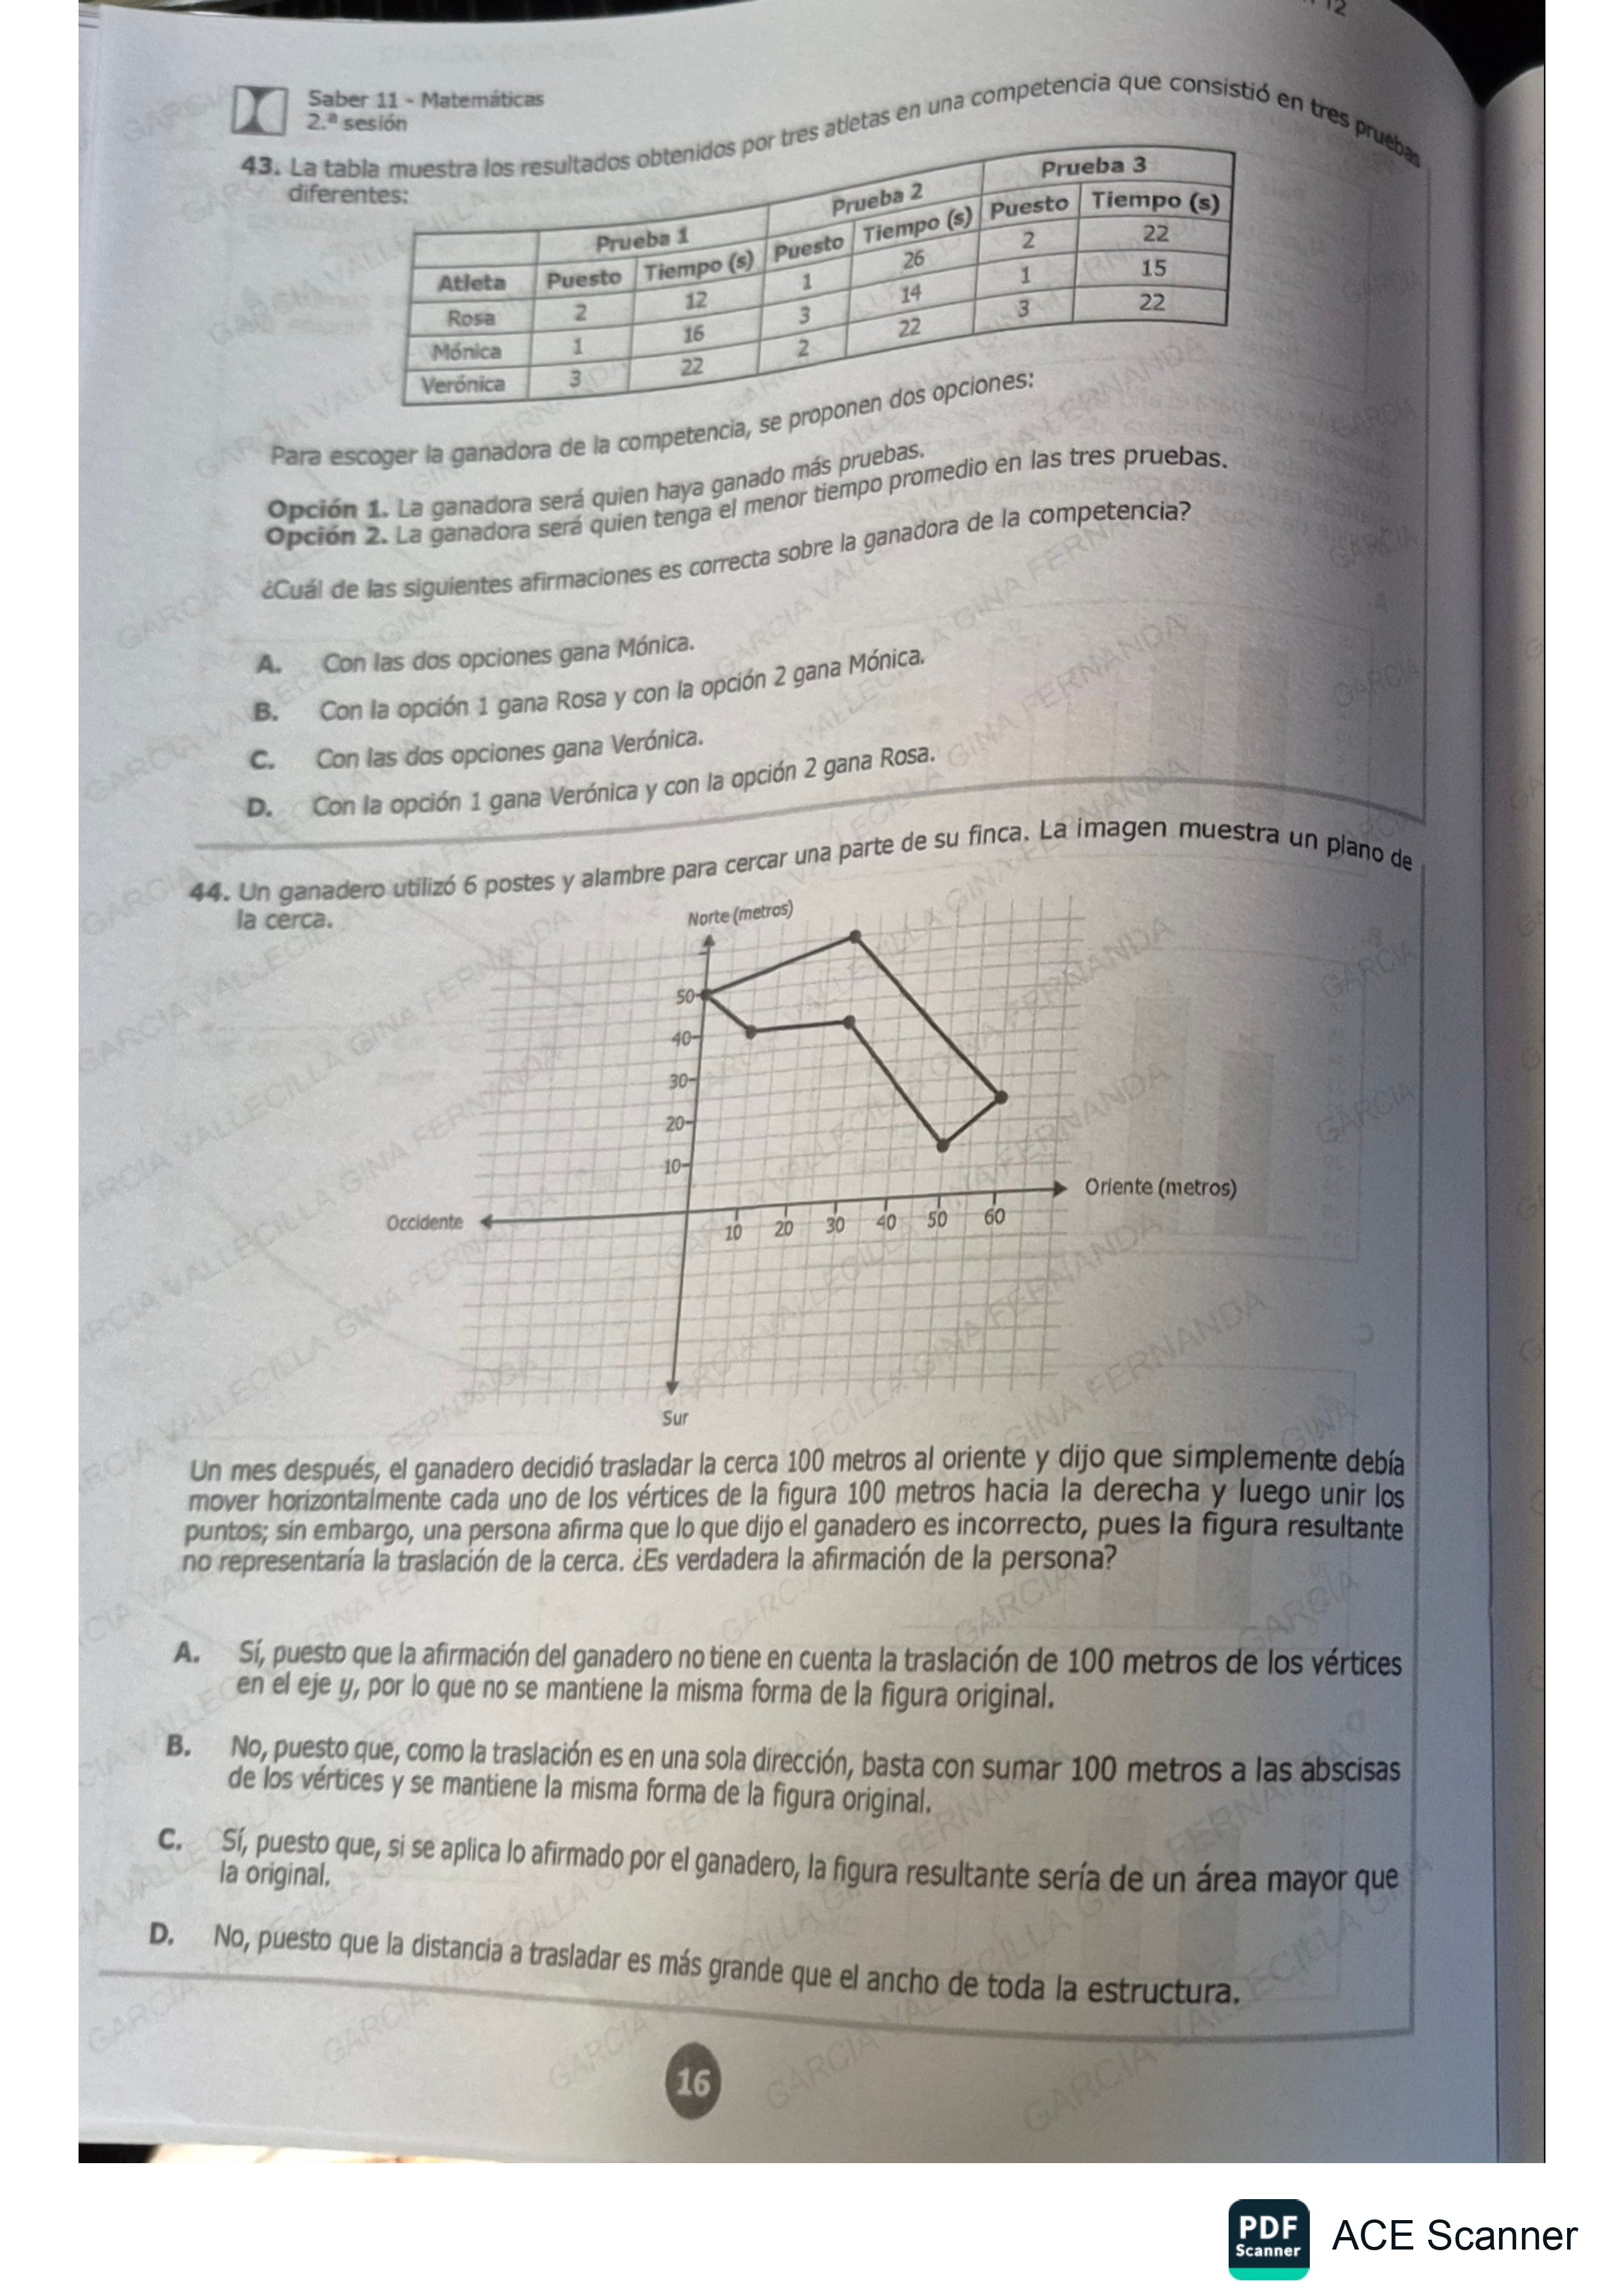 12
Saber 11 - Matemáticas
2.ª sesión
43. La tabla muestra los resultados obtenidos por tres atletas en una competencia que consistió en tres pruebas
diferentes:
Prueba 1 Prueba 2 Prueba 3
Atleta Puesto Tiempo (s) Puesto Tiempo (s) Puesto Tiempo (s)
Rosa 2 12 1 26 2 22
Mónica 1 16 3 14 1 15
Verónica 3 22 2 22 3 22
Para escoger la ganadora de la competencia, se proponen dos opciones:
Opción 1. La ganadora será quien haya ganado más pruebas.
Opción 2. La ganadora será quien tenga el menor tiempo promedio en las tres pruebas.
¿Cuál de las siguientes afirmaciones es correcta sobre la ganadora de la competencia?
A. Con las dos opciones gana Mónica.
B. Con la opción 1 gana Rosa y con la opción 2 gana Mónica.
C. Con las dos opciones gana Verónica.
D. Con la opción 1 gana Verónica y con la opción 2 gana Rosa.
44. Un ganadero utilizó 6 postes y alambre para cercar una parte de su finca. La imagen muestra un plano de
la cerca.
Norte (metros)
50
40
30
20
10
Oriente (metros)
Occidente
10 20 30 40 50 60
Sur
Un mes después, el ganadero decidió trasladar la cerca 100 metros al oriente y dijo que simplemente debía
mover horizontalmente cada uno de los vértices de la figura 100 metros hacia la derecha y luego unir los
puntos; sin embargo, una persona afirma que lo que dijo el ganadero es incorrecto, pues la figura resultante
no representaría la traslación de la cerca. ¿Es verdadera la afirmación de la persona?
A. Sí, puesto que la afirmación del ganadero no tiene en cuenta la traslación de 100 metros de los vértices
en el eje y, por lo que no se mantiene la misma forma de la figura original.
B. No, puesto que, como la traslación es en una sola dirección, basta con sumar 100 metros a las abscisas
de los vértices y se mantiene la misma forma de la figura original.
C. Sí, puesto que, si se aplica lo afirmado por el ganadero, la figura resultante sería de un área mayor que
la original.
D. No, puesto que la distancia a trasladar es más grande que el ancho de toda la estructura.
16
GARCIA VALLECILLA GINA FERNANDA
PDF
Scanner
ACE Scanner